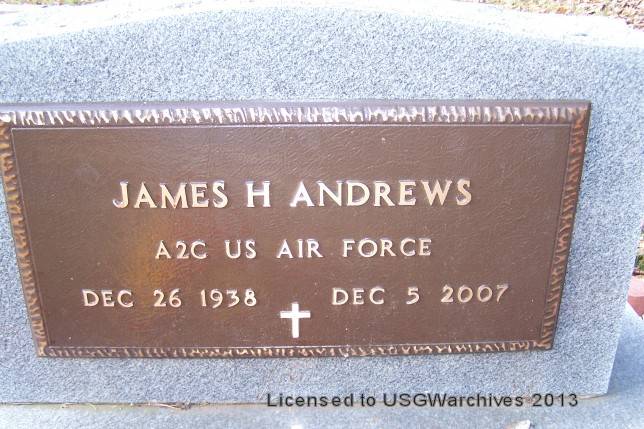 JAMES H ANDREWS
A2C US AIR FORCE
DEC 26 1938 DEC 5 2007
Licensed to USGWarchives 2013